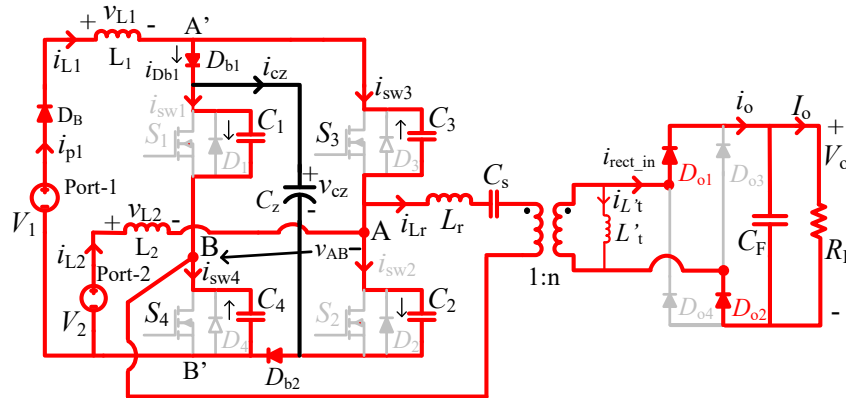 + vL1 - A'
iL1 L1 iDb1 Db1 icz
DB isw1 C1 isw3 C3 io Io +
ip1 S1 D1 S3 D3 irect_in Vo
Port-1 + Cs Do1 Do3
V1 vL2 Cz vcz iL't
+ - - iLr Lr L't CF
iL2 L2 A RL
B vAB -
Port-2 isw4 isw2 1:n
V2 S4 C4 S2 C2 Do4 Do2 -
D4 D2
B' Db2